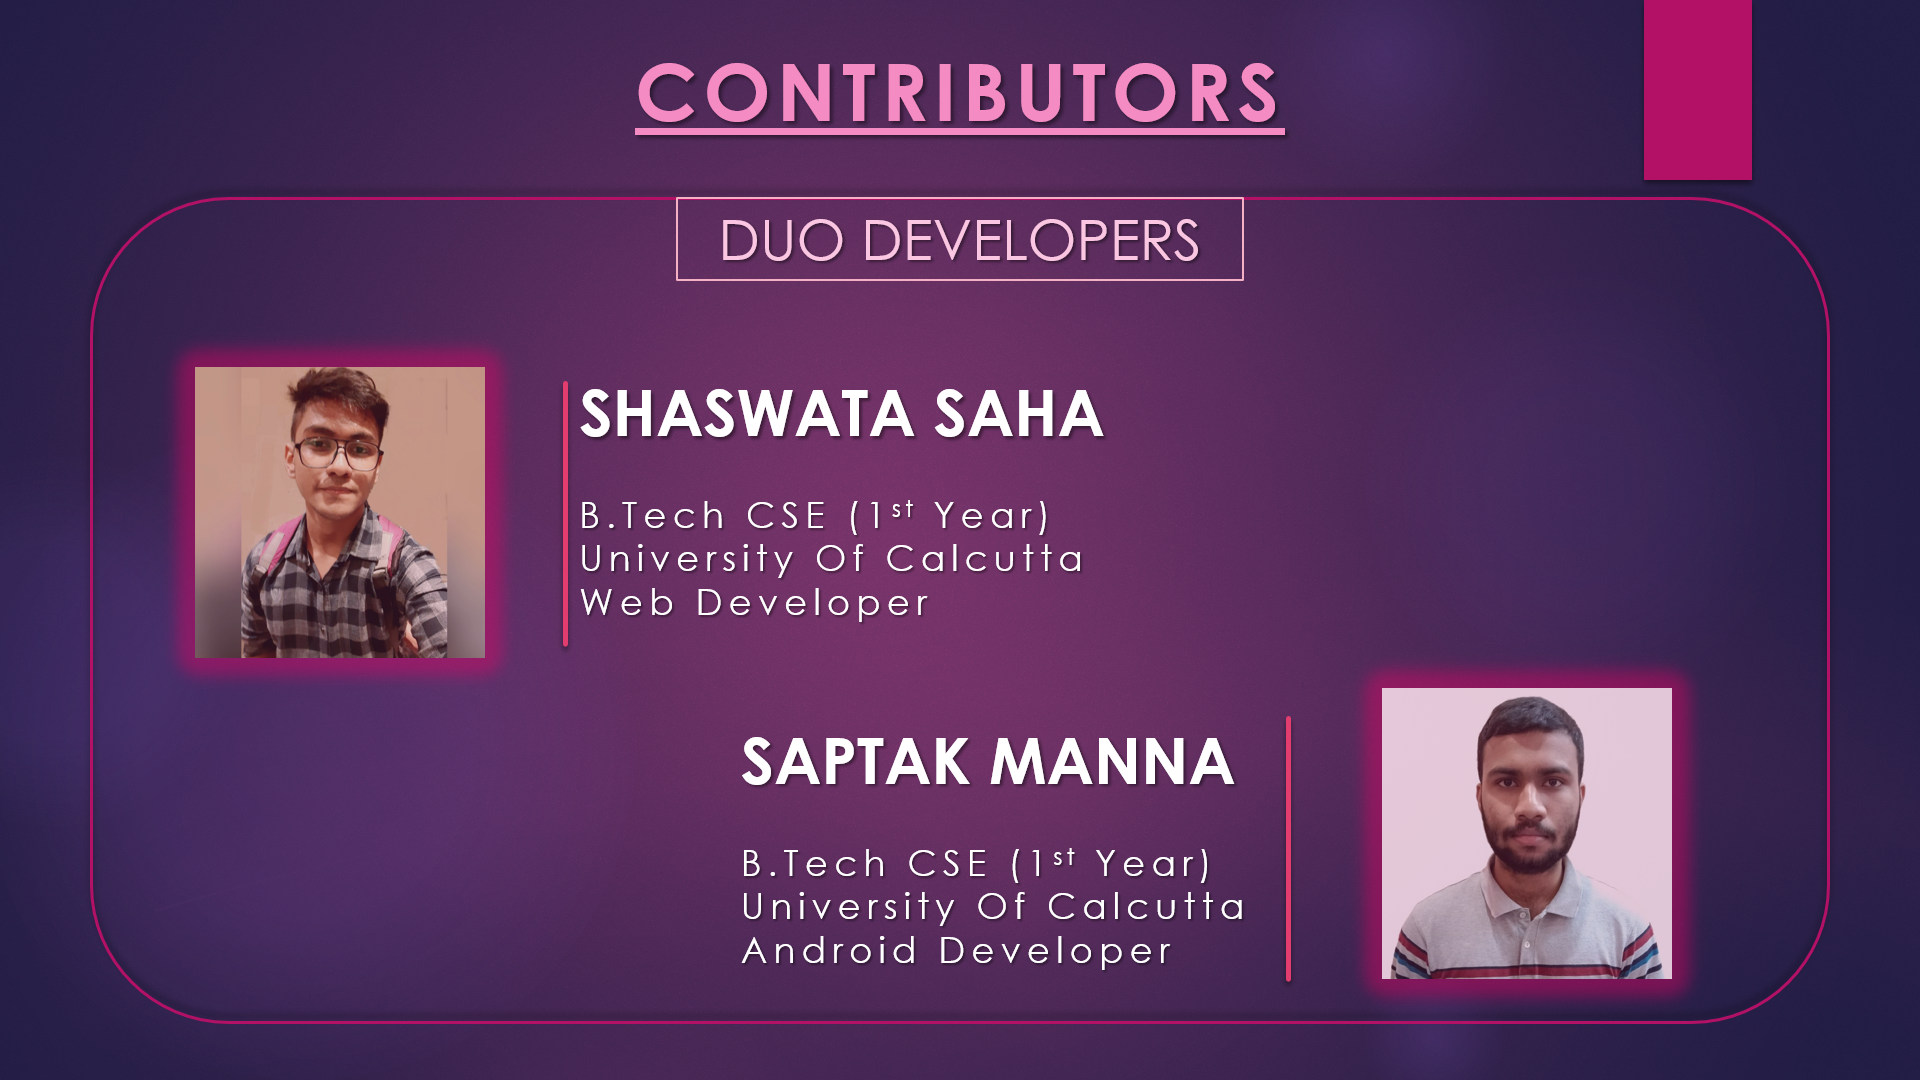 CONTRIBUTORS
DUO DEVELOPERS
SHASWATA SAHA
B.Tech CSE (1st Year)
University Of Calcutta
Web Developer
SAPTAK MANNA
B.Tech CSE (1st Year)
University Of Calcutta
Android Developer